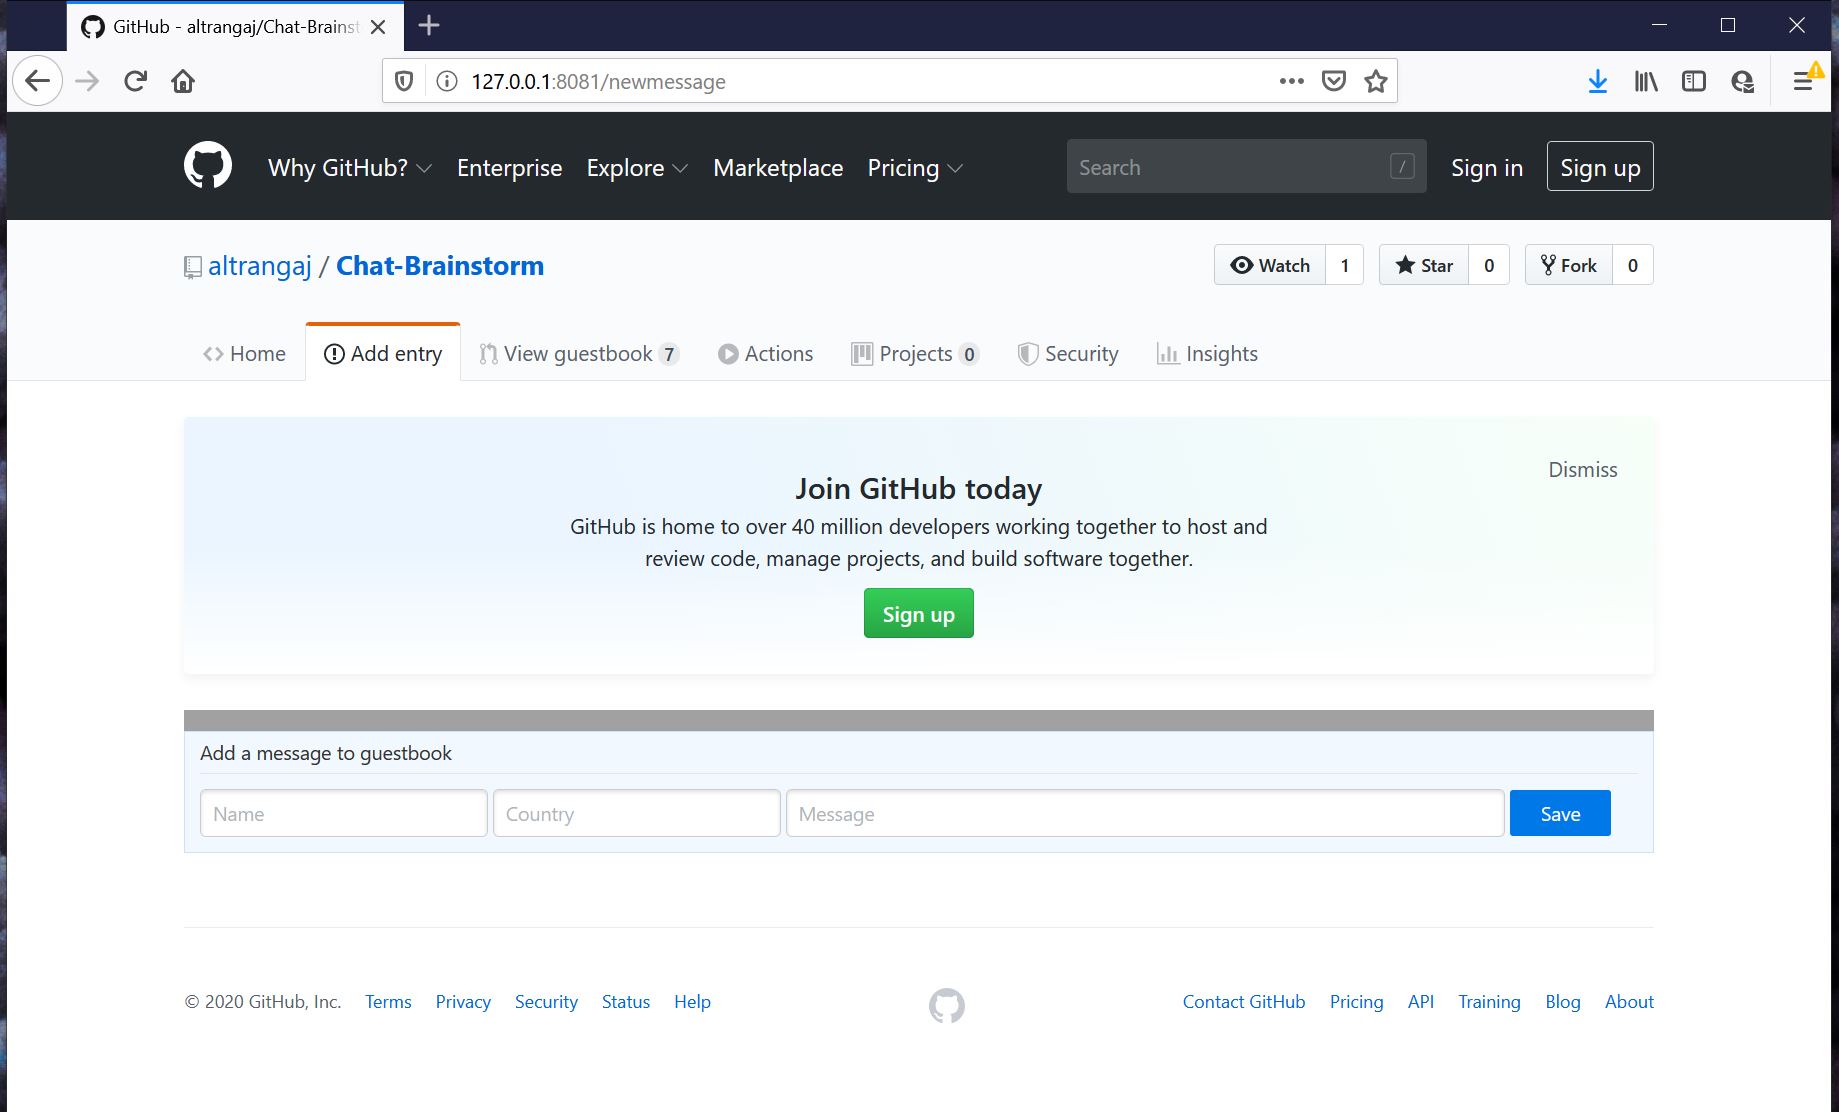 GitHub - altrangaj/Chat-Brainst
127.0.0.1:8081/newmessage
Why GitHub? Enterprise Explore Marketplace Pricing Search / Sign in Sign up
altrangaj / Chat-Brainstorm Watch 1 Star 0 Fork 0
Home Add entry View guestbook 7 Actions Projects 0 Security Insights
Dismiss
Join GitHub today
GitHub is home to over 40 million developers working together to host and
review code, manage projects, and build software together.
Sign up
Add a message to guestbook
Name Country Message Save
© 2020 GitHub, Inc. Terms Privacy Security Status Help Contact GitHub Pricing API Training Blog About